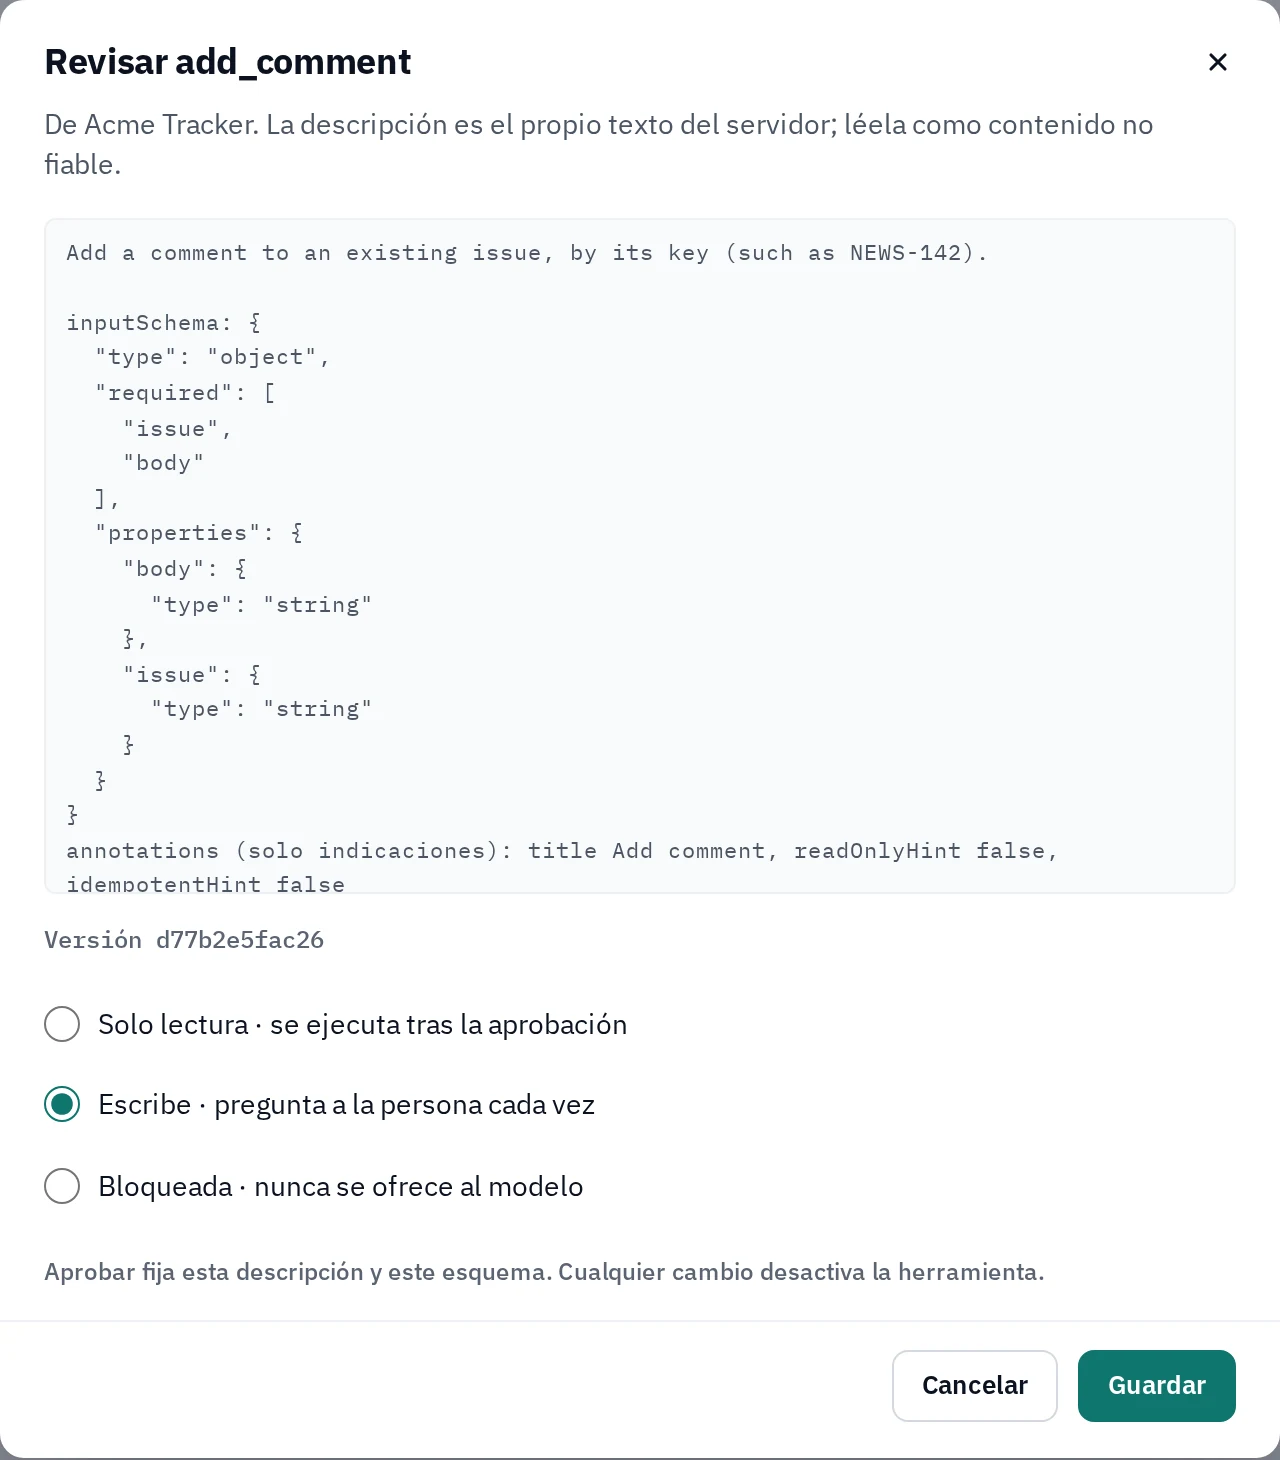 Revisar add_comment
De Acme Tracker. La descripción es el propio texto del servidor; léela como contenido no
fiable.
Add a comment to an existing issue, by its key (such as NEWS-142).
inputSchema: {
  "type": "object",
  "required": [
    "issue",
    "body"
  ],
  "properties": {
    "body": {
      "type": "string"
    },
    "issue": {
      "type": "string"
    }
  }
}
annotations (solo indicaciones): title Add comment, readOnlyHint false,
idempotentHint false
Versión d77b2e5fac26
Solo lectura · se ejecuta tras la aprobación
Escribe · pregunta a la persona cada vez
Bloqueada · nunca se ofrece al modelo
Aprobar fija esta descripción y este esquema. Cualquier cambio desactiva la herramienta.
Cancelar
Guardar